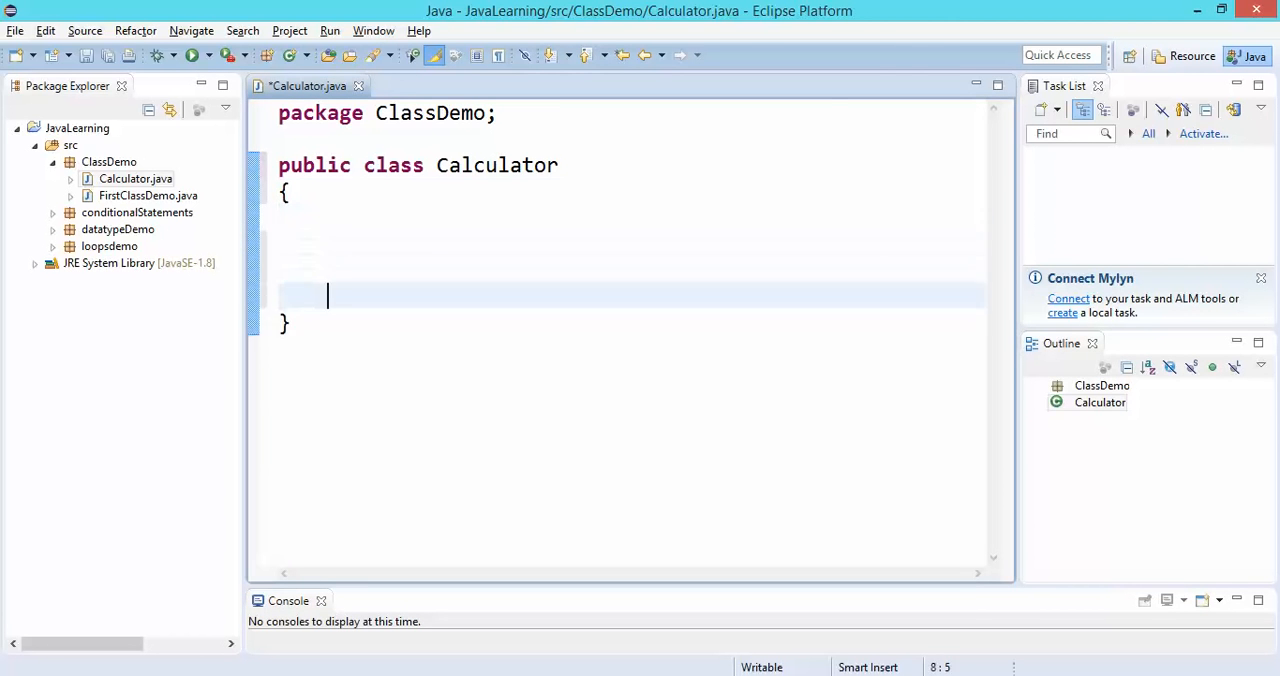 Java - JavaLearning/src/ClassDemo/Calculator.java - Eclipse Platform
File Edit Source Refactor Navigate Search Project Run Window Help
Quick Access Resource Java
Package Explorer
JavaLearning
src
ClassDemo
Calculator.java
FirstClassDemo.java
conditionalStatements
datatypeDemo
loopsdemo
JRE System Library [JavaSE-1.8]
*Calculator.java
package ClassDemo;
public class Calculator
{
}
Task List
Find All Activate...
Connect Mylyn
Connect to your task and ALM tools or
create a local task.
Outline
ClassDemo
Calculator
Console
No consoles to display at this time.
Writable Smart Insert 8 : 5